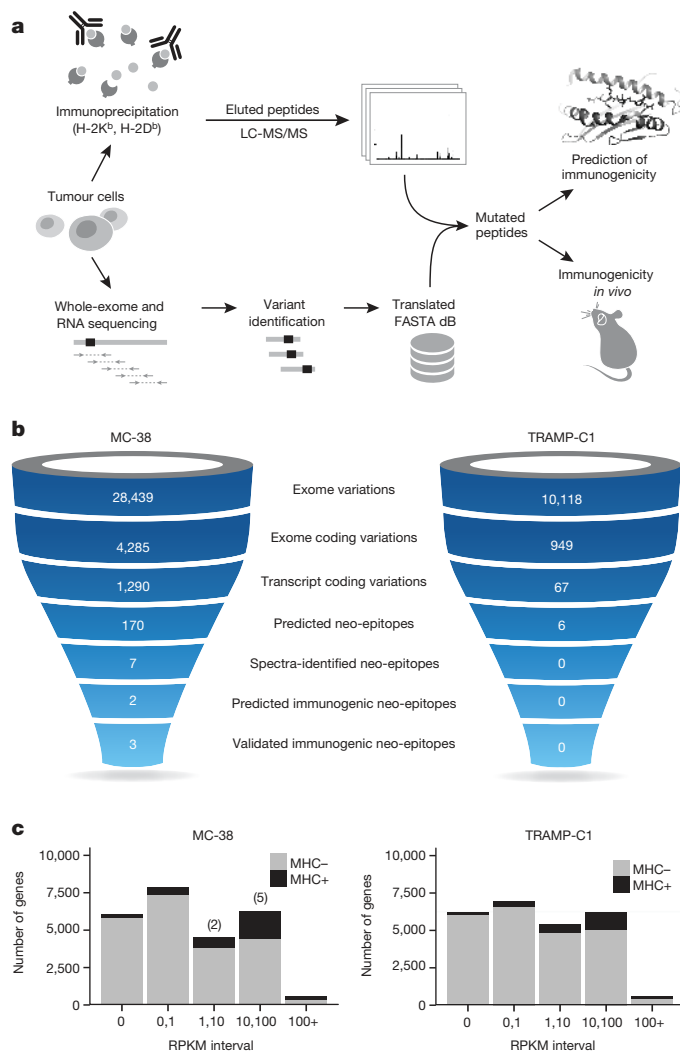 a
Immunoprecipitation
(H-2Kᵇ, H-2Dᵇ)
Eluted peptides
LC-MS/MS
Prediction of
immunogenicity
Tumour cells
Mutated
peptides
Immunogenicity
in vivo
Whole-exome and
RNA sequencing
Variant
identification
Translated
FASTA dB
b
MC-38
TRAMP-C1
28,439
Exome variations
10,118
4,285
Exome coding variations
949
1,290
Transcript coding variations
67
170
Predicted neo-epitopes
6
7
Spectra-identified neo-epitopes
0
2
Predicted immunogenic neo-epitopes
0
3
Validated immunogenic neo-epitopes
0
c
MC-38
Number of genes
10,000
7,500
5,000
2,500
0
MHC–
MHC+
(2)
(5)
0
0,1
1,10
10,100
100+
RPKM interval
TRAMP-C1
Number of genes
10,000
7,500
5,000
2,500
0
MHC–
MHC+
0
0,1
1,10
10,100
100+
RPKM interval